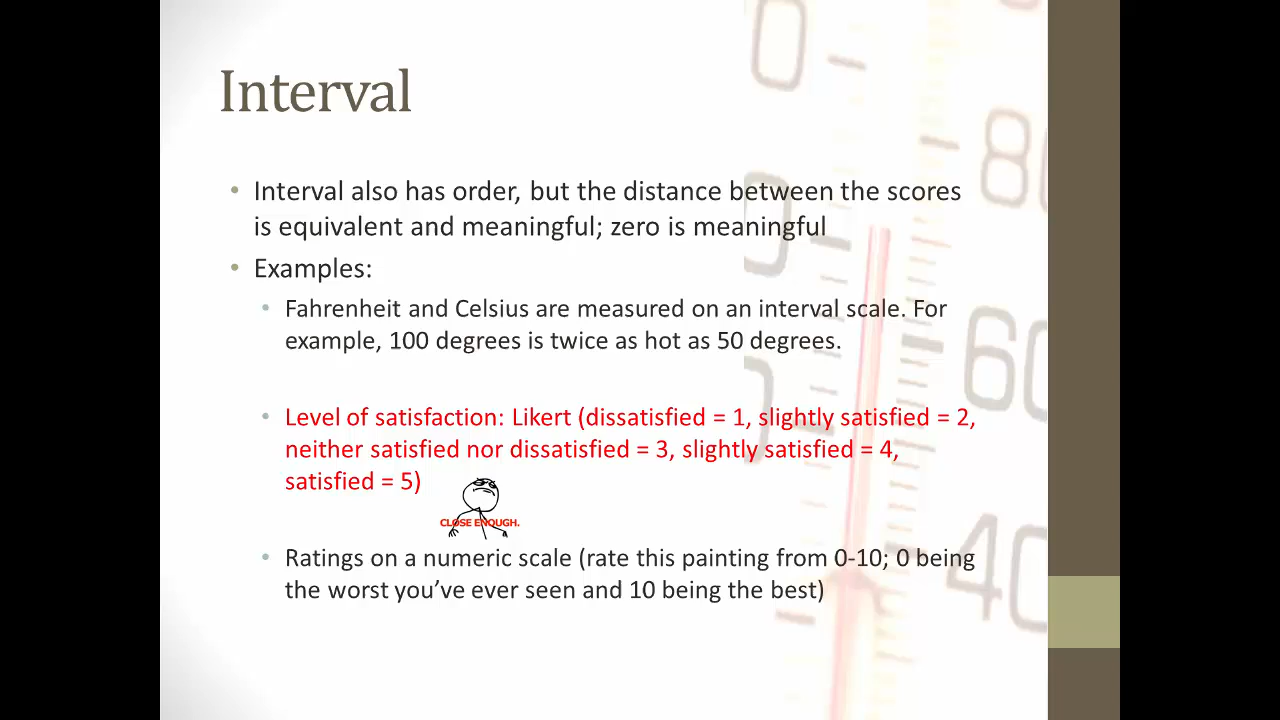 Interval
• Interval also has order, but the distance between the scores
is equivalent and meaningful; zero is meaningful
• Examples:
• Fahrenheit and Celsius are measured on an interval scale. For
example, 100 degrees is twice as hot as 50 degrees.
• Level of satisfaction: Likert (dissatisfied = 1, slightly satisfied = 2,
neither satisfied nor dissatisfied = 3, slightly satisfied = 4,
satisfied = 5)
CLOSE ENOUGH.
• Ratings on a numeric scale (rate this painting from 0-10; 0 being
the worst you’ve ever seen and 10 being the best)
80
60
40